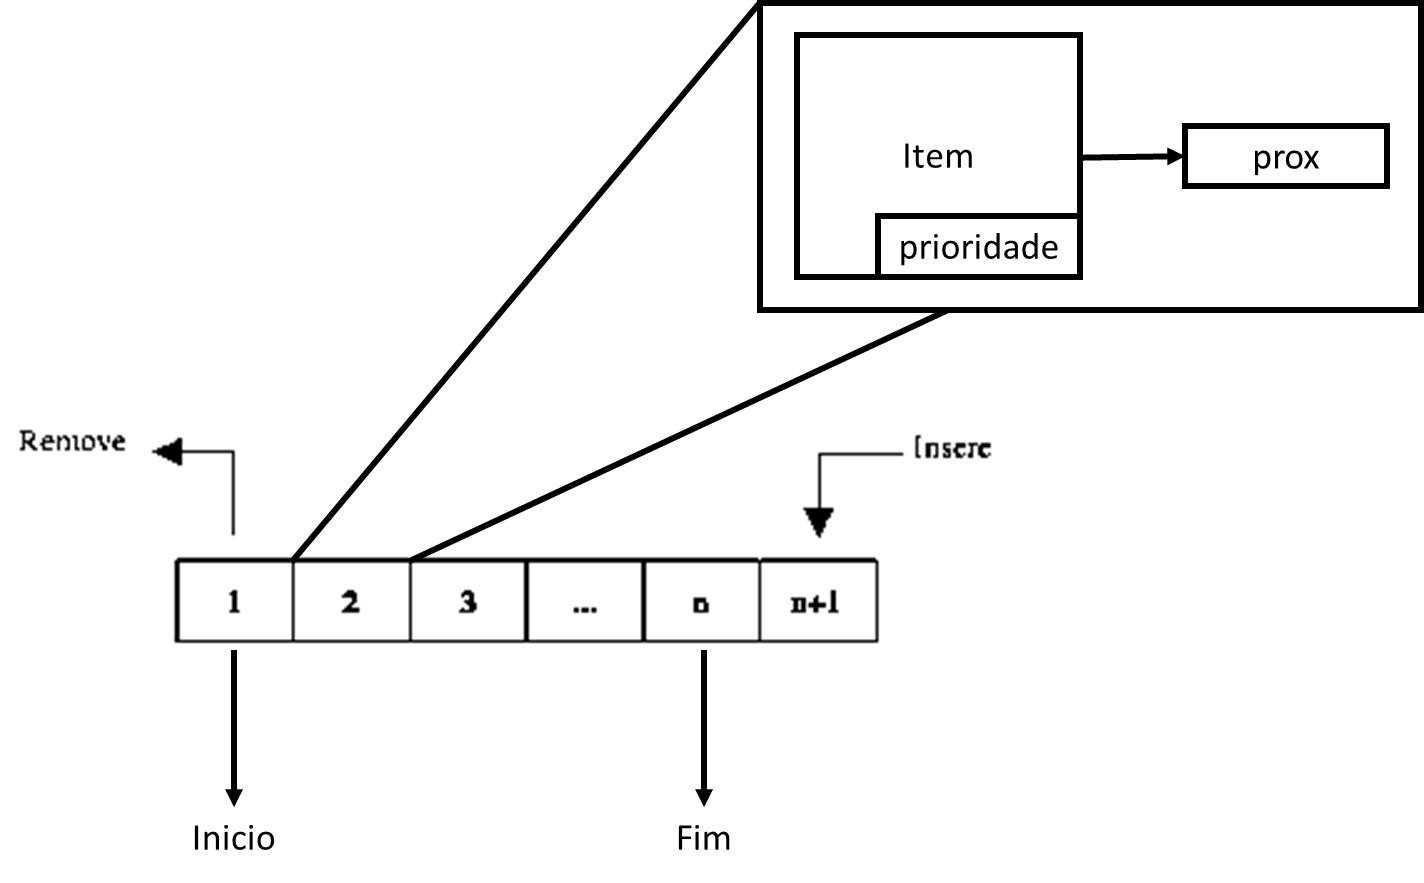 Item
prox
prioridade
Remove
Insere
1 2 3 ... n n+1
Inicio
Fim